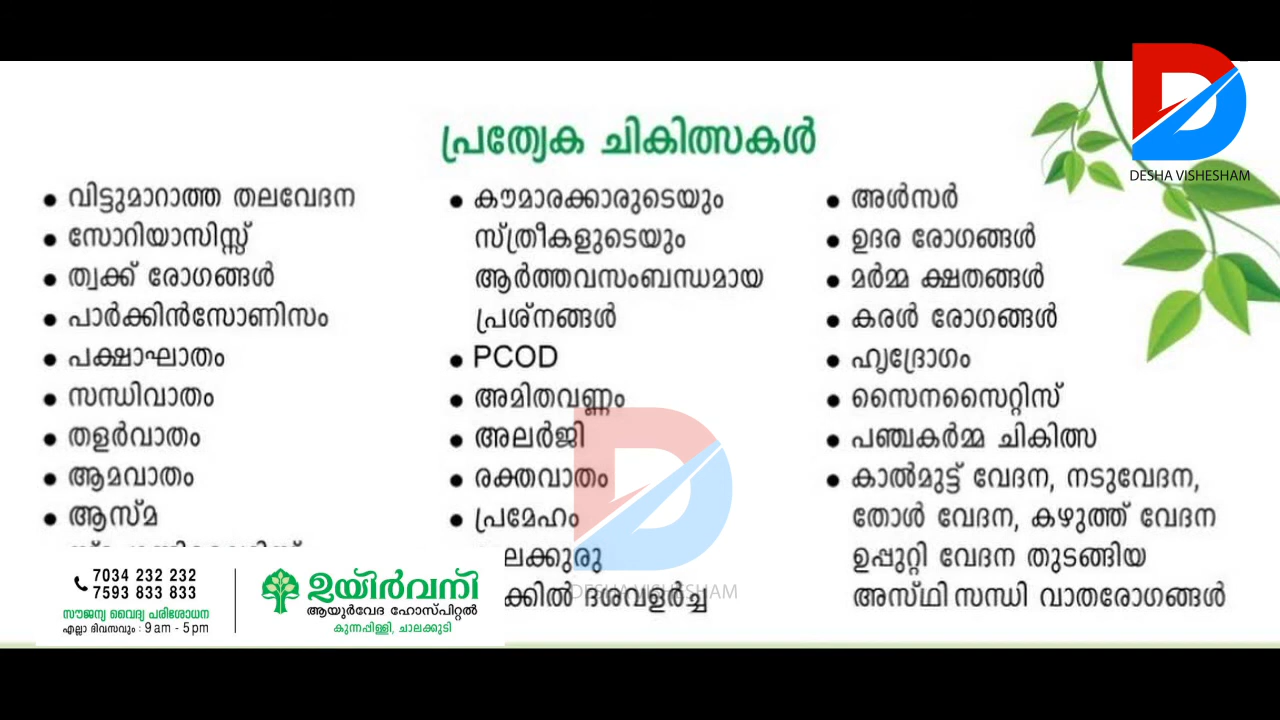 DESHA VISHESHAM
പ്രത്യേക ചികിത്സകൾ
• വിട്ടുമാറാത്ത തലവേദന
• സോറിയാസിസ്സ്
• ത്വക്ക് രോഗങ്ങൾ
• പാർക്കിൻസോണിസം
• പക്ഷാഘാതം
• സന്ധിവാതം
• തളർവാതം
• ആമവാതം
• ആസ്മ
• കൗമാരക്കാരുടെയും
സ്ത്രീകളുടെയും
ആർത്തവസംബന്ധമായ
പ്രശ്നങ്ങൾ
• PCOD
• അമിതവണ്ണം
• അലർജി
• രക്തവാതം
• പ്രമേഹം
ലക്കുരു
ക്കിൽ ദശവളർച്ച
• അൾസർ
• ഉദര രോഗങ്ങൾ
• മർമ്മ ക്ഷതങ്ങൾ
• കരൾ രോഗങ്ങൾ
• ഹൃദ്രോഗം
• സൈനസൈറ്റിസ്
• പഞ്ചകർമ്മ ചികിത്സ
• കാൽമുട്ട് വേദന, നടുവേദന,
തോൾ വേദന, കഴുത്ത് വേദന
ഉപ്പുറ്റി വേദന തുടങ്ങിയ
അസ്ഥി സന്ധി വാതരോഗങ്ങൾ
DESHA VISHESHAM
7034 232 232
7593 833 833
സൗജന്യ വൈദ്യ പരിശോധന
എല്ലാ ദിവസവും : 9 am - 5 pm
ഉയിർവനി
ആയുർവേദ ഹോസ്പിറ്റൽ
കുന്നപ്പിള്ളി, ചാലക്കുടി